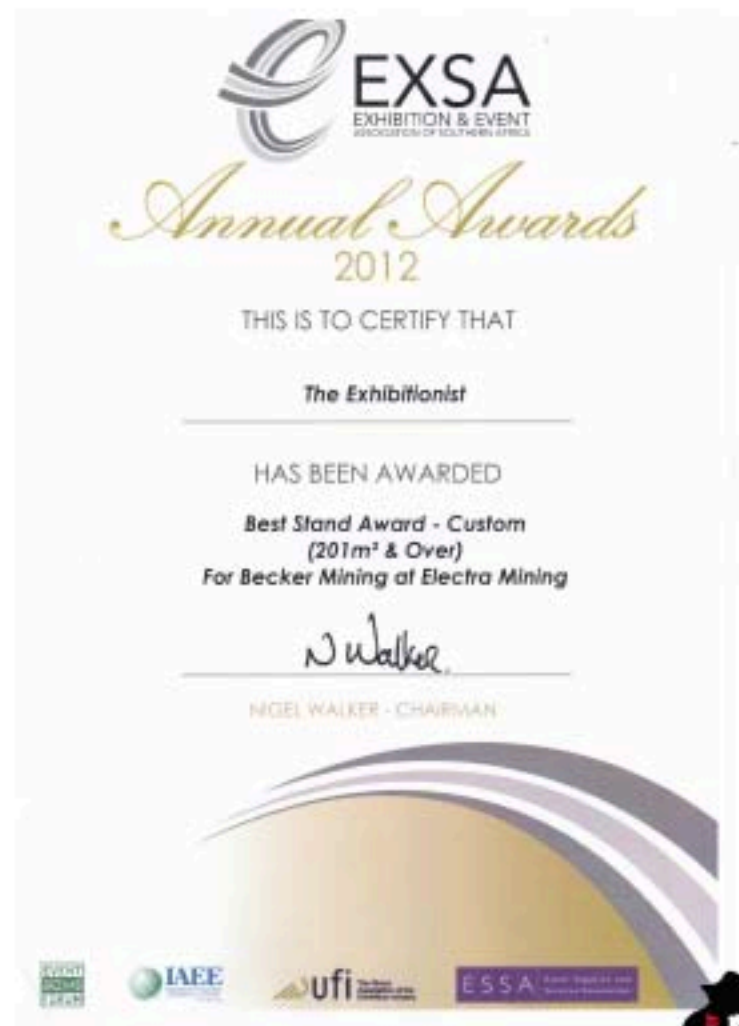 EXSA
EXHIBITION & EVENT
ASSOCIATION OF SOUTHERN AFRICA
Annual Awards
2012
THIS IS TO CERTIFY THAT
The Exhibitionist
HAS BEEN AWARDED
Best Stand Award - Custom
(201m² & Over)
For Becker Mining at Electra Mining
N Walker
NIGEL WALKER - CHAIRMAN
EVENT
IAEE
ufi
ESSA